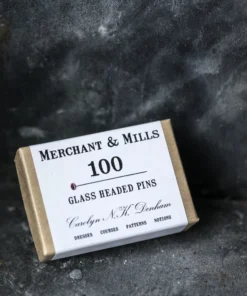 MERCHANT & MILLS
100
GLASS HEADED PINS
Carolyn N.K. Denham
DRESSES COURSES PATTERNS NOTIONS